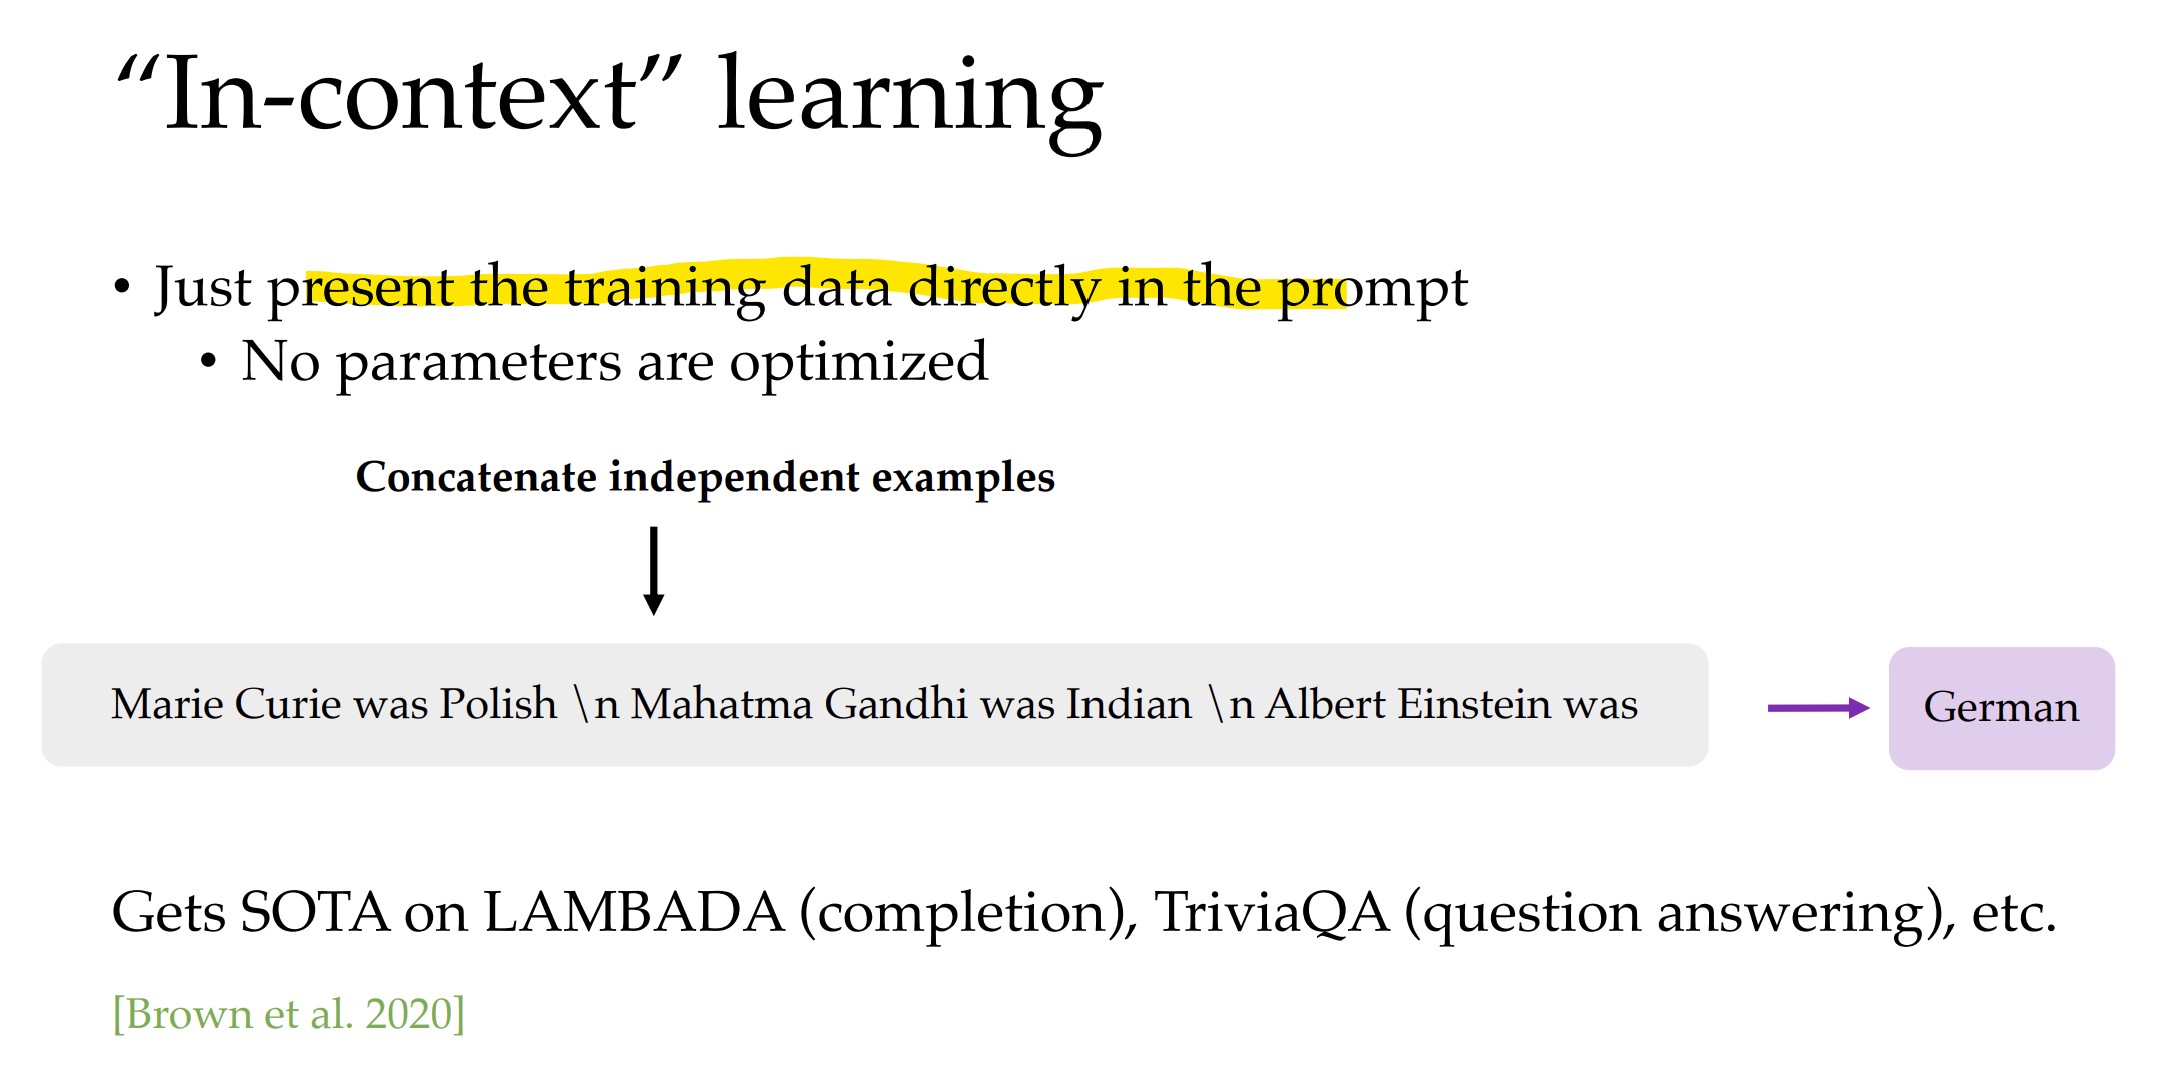 “In-context” learning
• Just present the training data directly in the prompt
• No parameters are optimized
Concatenate independent examples
Marie Curie was Polish \n Mahatma Gandhi was Indian \n Albert Einstein was
German
Gets SOTA on LAMBADA (completion), TriviaQA (question answering), etc.
[Brown et al. 2020]